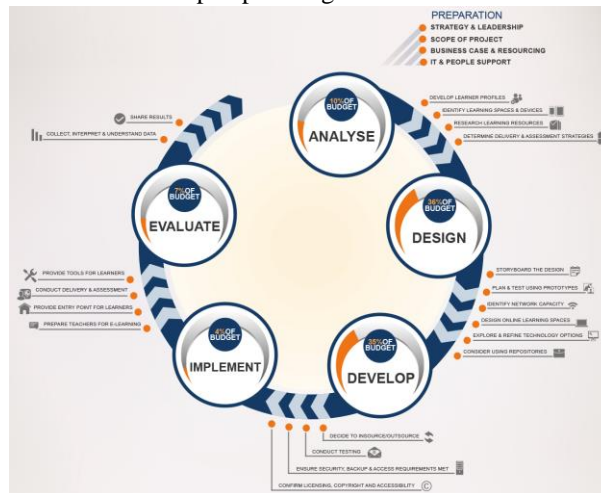 PREPARATION
STRATEGY & LEADERSHIP
SCOPE OF PROJECT
BUSINESS CASE & RESOURCING
IT & PEOPLE SUPPORT
10% OF
BUDGET
ANALYSE
DEVELOP LEARNER PROFILES
IDENTIFY LEARNING SPACES & DEVICES
RESEARCH LEARNING RESOURCES
DETERMINE DELIVERY & ASSESSMENT STRATEGIES
36% OF
BUDGET
DESIGN
STORYBOARD THE DESIGN
PLAN & TEST USING PROTOTYPES
IDENTIFY NETWORK CAPACITY
DESIGN ONLINE LEARNING SPACES
EXPLORE & REFINE TECHNOLOGY OPTIONS
CONSIDER USING REPOSITORIES
35% OF
BUDGET
DEVELOP
DECIDE TO INSOURCE/OUTSOURCE
CONDUCT TESTING
ENSURE SECURITY, BACKUP & ACCESS REQUIREMENTS MET
CONFIRM LICENSING, COPYRIGHT AND ACCESSIBILITY
4% OF
BUDGET
IMPLEMENT
PROVIDE TOOLS FOR LEARNERS
CONDUCT DELIVERY & ASSESSMENT
PROVIDE ENTRY POINT FOR LEARNERS
PREPARE TEACHERS FOR E-LEARNING
7% OF
BUDGET
EVALUATE
SHARE RESULTS
COLLECT, INTERPRET & UNDERSTAND DATA